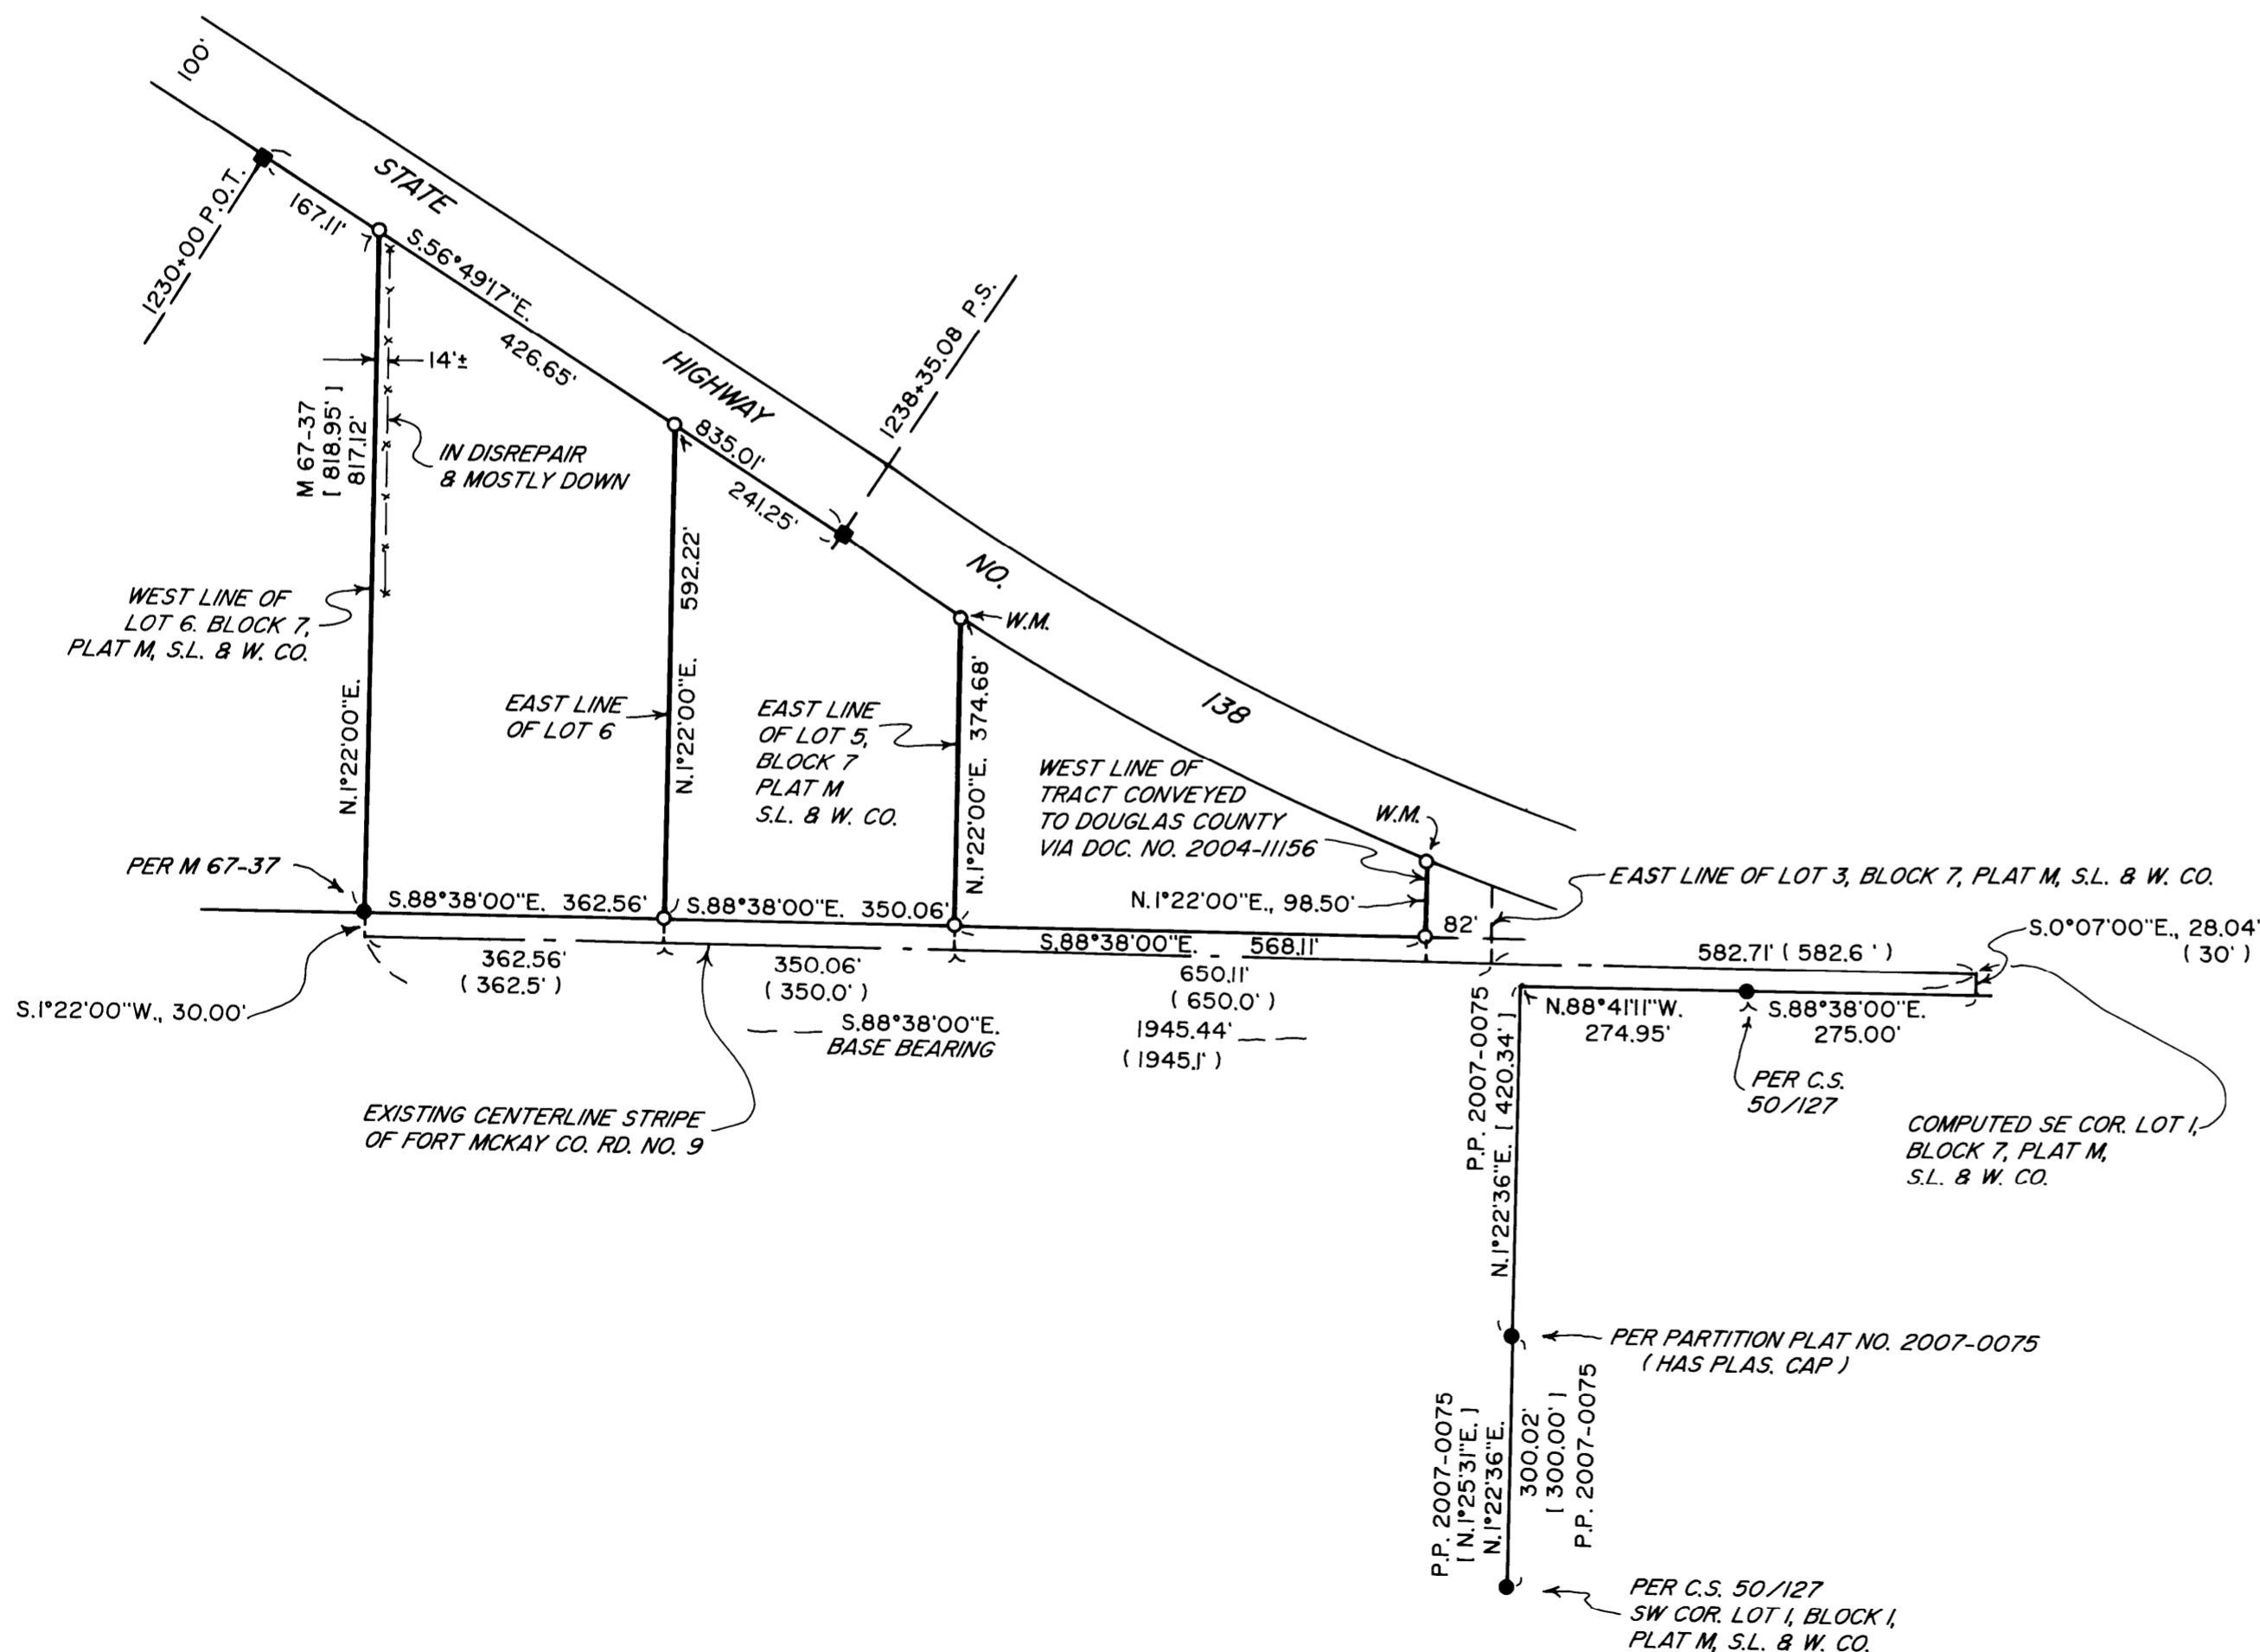 100'
STATE
HIGHWAY
NO.
138
1230+00 P.O.T.
167.11'
S.56°49'17"E.
426.65'
835.01'
241.25'
1238+35.08 P.S.
14'±
M 67-37
[ 818.95' ]
817.12'
N.1°22'00"E.
IN DISREPAIR
& MOSTLY DOWN
WEST LINE OF
LOT 6. BLOCK 7,
PLAT M, S.L. & W. CO.
592.22'
N.1°22'00"E.
EAST LINE
OF LOT 6
W.M.
N.1°22'00"E. 374.68'
EAST LINE
OF LOT 5,
BLOCK 7
PLAT M
S.L. & W. CO.
WEST LINE OF
TRACT CONVEYED
TO DOUGLAS COUNTY
VIA DOC. NO. 2004-11156
W.M.
N.1°22'00"E., 98.50'
82'
EAST LINE OF LOT 3, BLOCK 7, PLAT M, S.L. & W. CO.
PER M 67-37
S.88°38'00"E. 362.56'
S.88°38'00"E. 350.06'
S.88°38'00"E. 568.11'
362.56'
( 362.5' )
350.06'
( 350.0' )
650.11'
( 650.0' )
582.71' ( 582.6 ' )
S.0°07'00"E., 28.04'
( 30' )
S.1°22'00"W., 30.00'
S.88°38'00"E.
BASE BEARING
1945.44'
( 1945.1' )
N.88°41'11"W.
274.95'
S.88°38'00"E.
275.00'
PER C.S.
50/127
COMPUTED SE COR. LOT 1,
BLOCK 7, PLAT M,
S.L. & W. CO.
EXISTING CENTERLINE STRIPE
OF FORT MCKAY CO. RD. NO. 9
P.P. 2007-0075
N.1°22'36"E. [ 420.34' ]
PER PARTITION PLAT NO. 2007-0075
( HAS PLAS. CAP )
P.P. 2007-0075
[ N.1°25'31"E. ]
N.1°22'36"E.
300.02'
[ 300.00' ]
P.P. 2007-0075
PER C.S. 50/127
SW COR. LOT 1, BLOCK 1,
PLAT M, S.L. & W. CO.